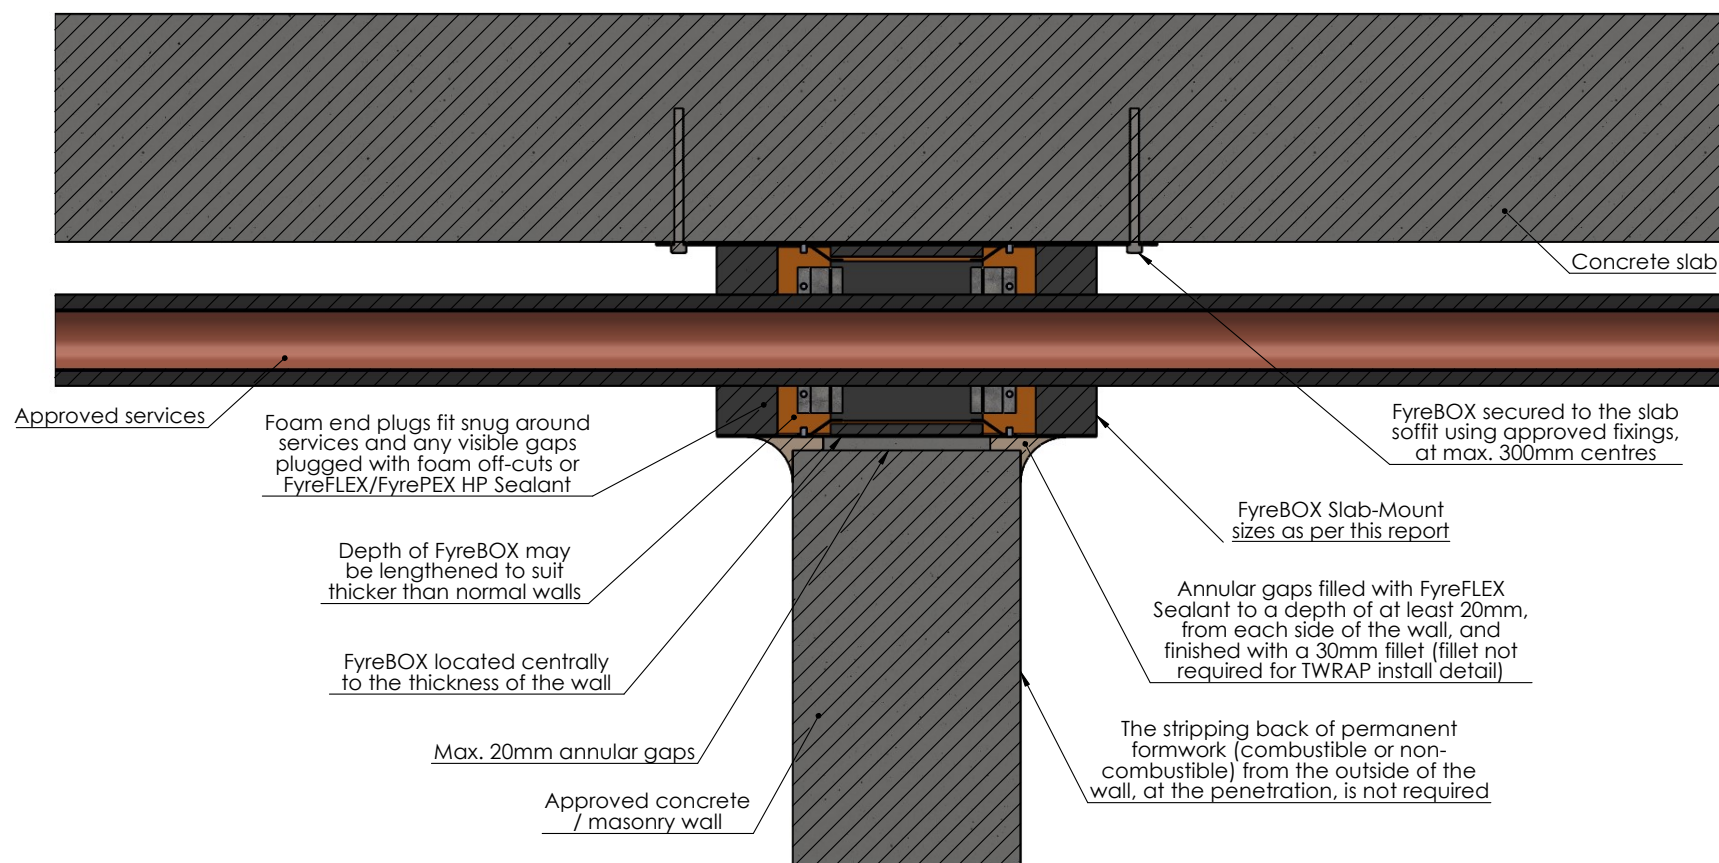 Concrete slab
Approved services
Foam end plugs fit snug around
services and any visible gaps
plugged with foam off-cuts or
FyreFLEX/FyrePEX HP Sealant
FyreBOX secured to the slab
soffit using approved fixings,
at max. 300mm centres
FyreBOX Slab-Mount
sizes as per this report
Depth of FyreBOX may
be lengthened to suit
thicker than normal walls
Annular gaps filled with FyreFLEX
Sealant to a depth of at least 20mm,
from each side of the wall, and
finished with a 30mm fillet (fillet not
required for TWRAP install detail)
FyreBOX located centrally
to the thickness of the wall
The stripping back of permanent
formwork (combustible or non-
combustible) from the outside of the
wall, at the penetration, is not required
Max. 20mm annular gaps
Approved concrete
/ masonry wall